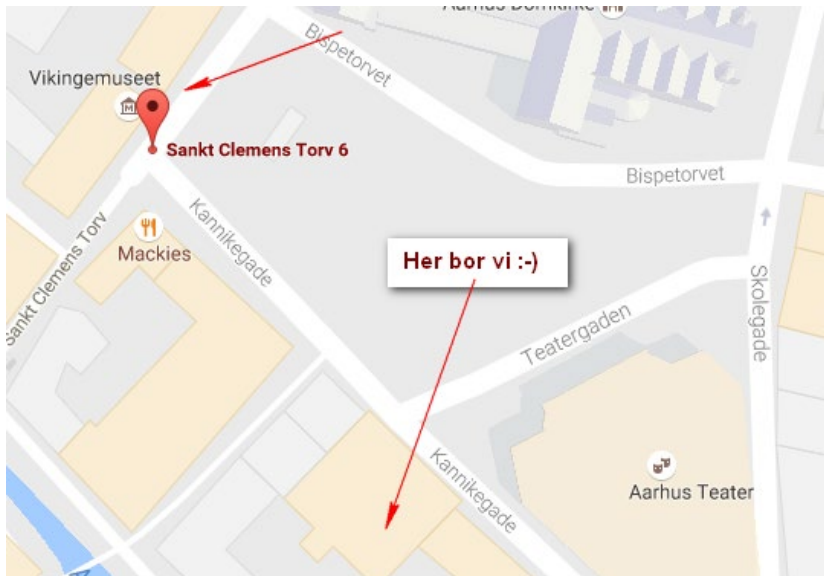 Aarhus Domkirke
Bispetorvet
Vikingemuseet
Sankt Clemens Torv 6
Bispetorvet
Kannikegade
Mackies
Sankt Clemens Torv
Her bor vi :-)
Skolegade
Teatergaden
Kannikegade
Aarhus Teater